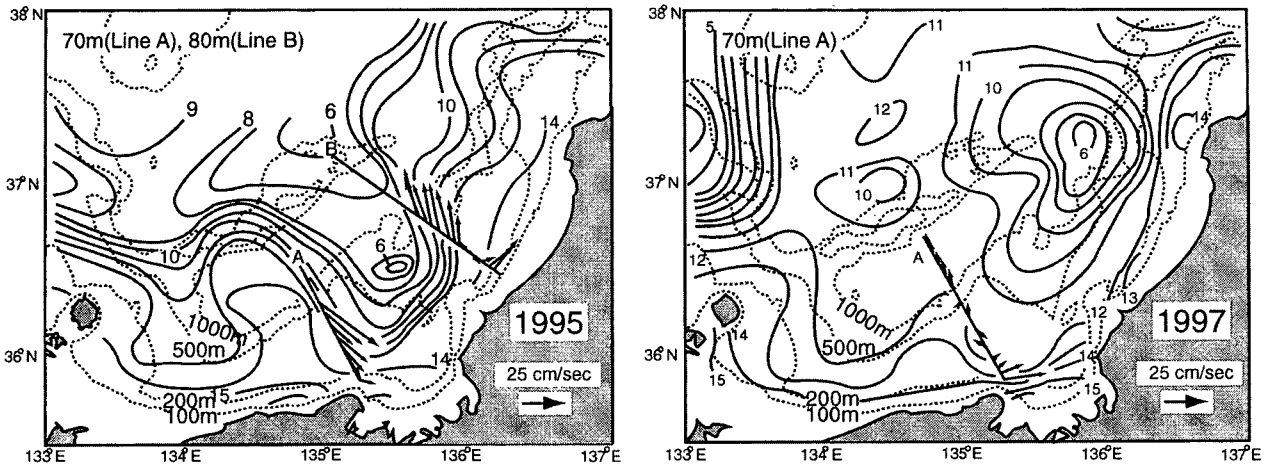 38°N
70m(Line A), 80m(Line B)
9
8
6
10
14
B
37°N
10
A
6
1000m
500m
1995
36°N
14
15
25 cm/sec
200m
100m
133°E
134°E
135°E
136°E
137°E
38°N
5
70m(Line A)
11
11
11
10
12
14
6
37°N
11
10
12
A
13
12
1000m
500m
1997
14
36°N
14
15
15
25 cm/sec
200m
100m
133°E
134°E
135°E
136°E
137°E